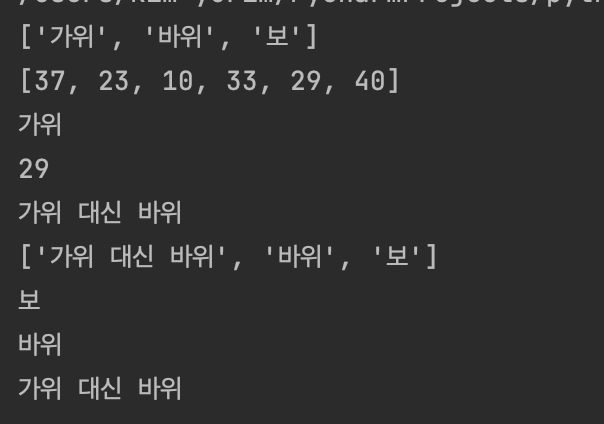 ['가위', '바위', '보']
[37, 23, 10, 33, 29, 40]
가위
29
가위 대신 바위
['가위 대신 바위', '바위', '보']
보
바위
가위 대신 바위